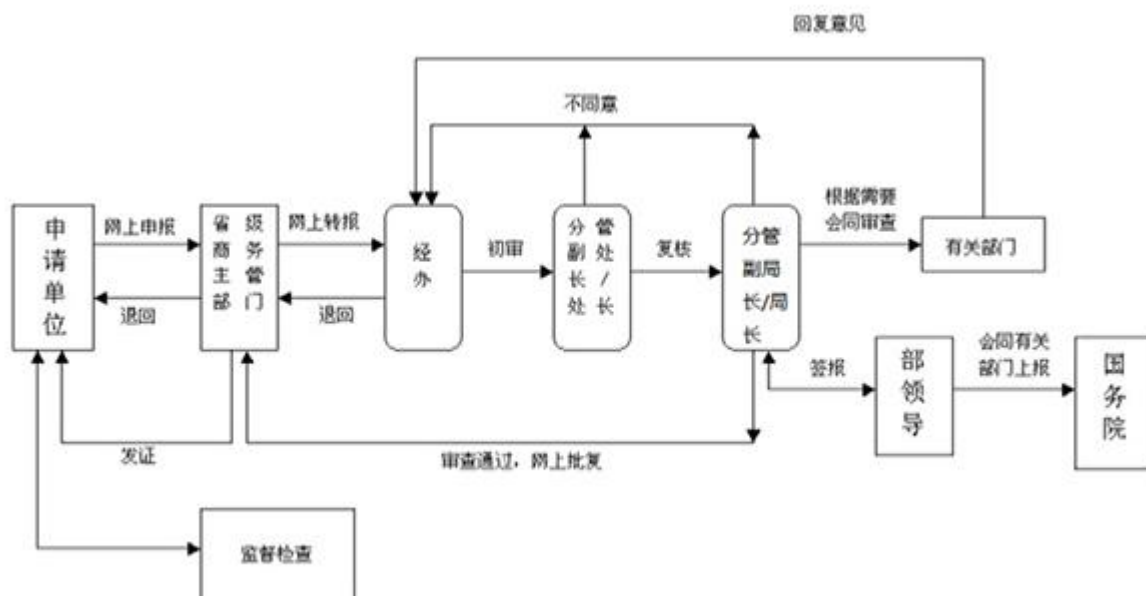 回复意见
不同意
申请单位
网上申报
退回
省级
商务
主管
部门
网上转报
退回
经办
初审
分管
副处
长/
处长
复核
分管
副局
长/局
长
根据需要
会同审查
有关部门
签报
部领导
会同有关
部门上报
国务院
发证
审查通过，网上批复
监督检查